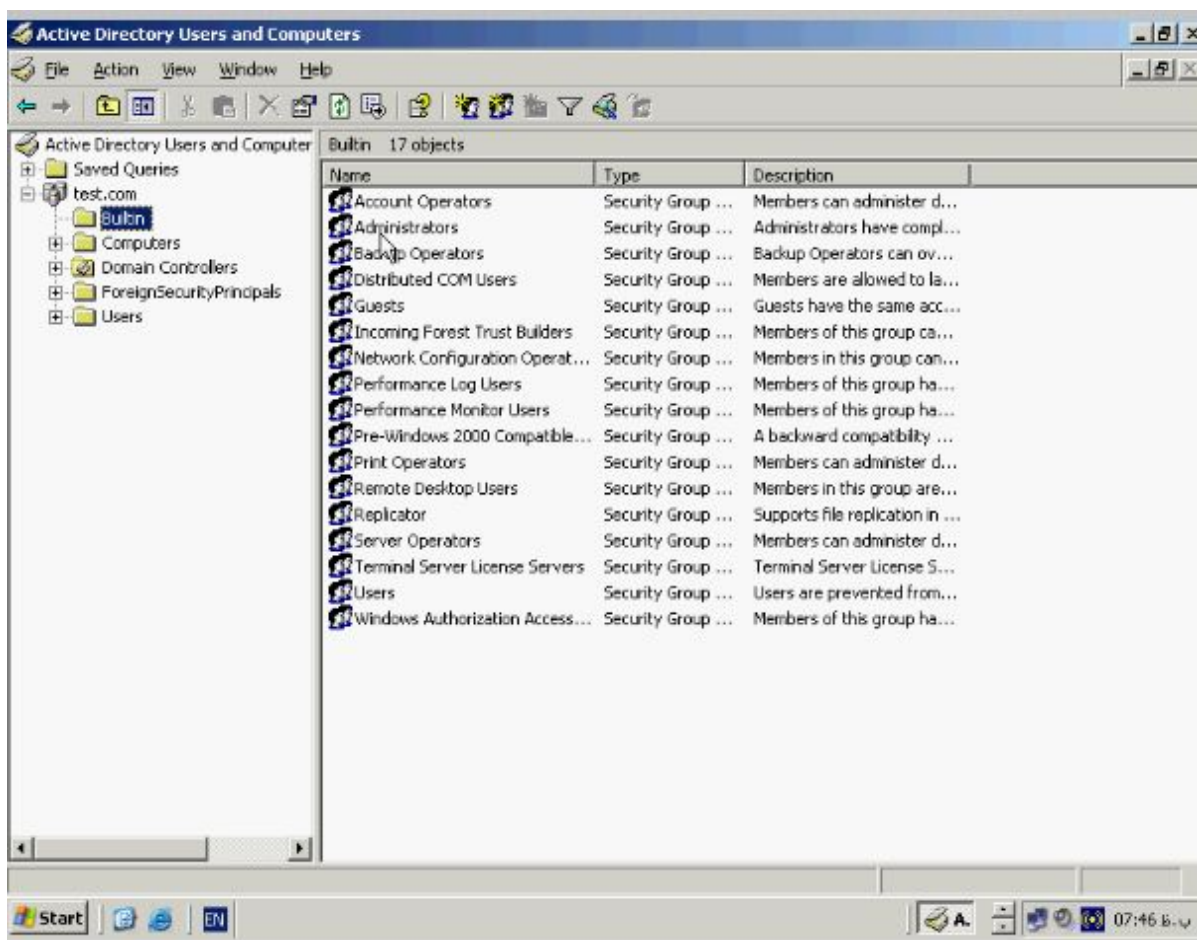 Active Directory Users and Computers
File Action View Window Help
Active Directory Users and Computer
Saved Queries
test.com
Builtin
Computers
Domain Controllers
ForeignSecurityPrincipals
Users
Builtin 17 objects
Name Type Description
Account Operators Security Group ... Members can administer d...
Administrators Security Group ... Administrators have compl...
Backup Operators Security Group ... Backup Operators can ov...
Distributed COM Users Security Group ... Members are allowed to la...
Guests Security Group ... Guests have the same acc...
Incoming Forest Trust Builders Security Group ... Members of this group ca...
Network Configuration Operat... Security Group ... Members in this group can...
Performance Log Users Security Group ... Members of this group ha...
Performance Monitor Users Security Group ... Members of this group ha...
Pre-Windows 2000 Compatible... Security Group ... A backward compatibility ...
Print Operators Security Group ... Members can administer d...
Remote Desktop Users Security Group ... Members in this group are...
Replicator Security Group ... Supports file replication in ...
Server Operators Security Group ... Members can administer d...
Terminal Server License Servers Security Group ... Terminal Server License S...
Users Security Group ... Users are prevented from...
Windows Authorization Access... Security Group ... Members of this group ha...
Start EN A. 07:46 ب.ظ